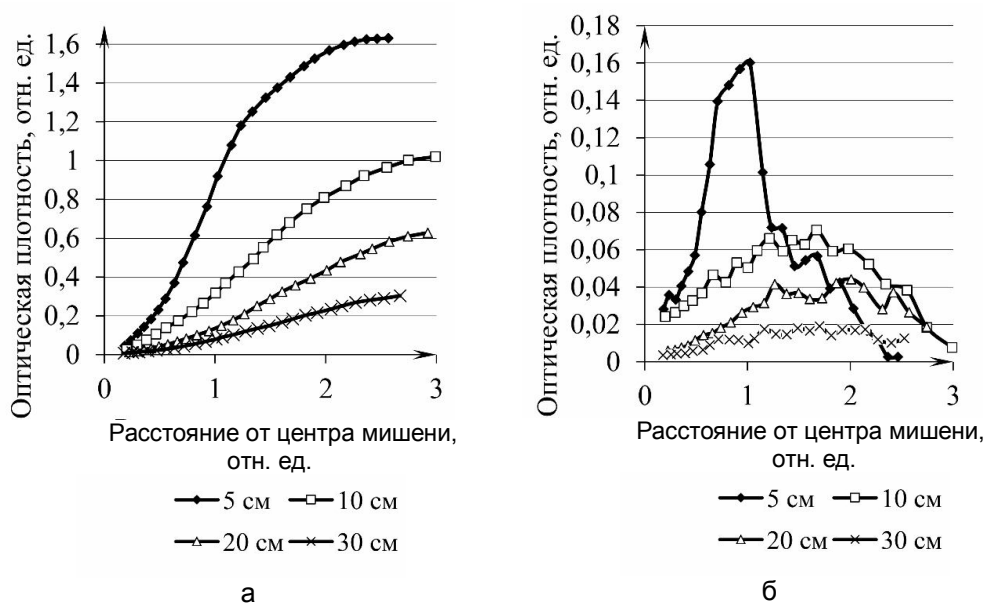 Оптическая плотность, отн. ед.
1,6
1,4
1,2
1
0,8
0,6
0,4
0,2
0
0 1 2 3
Расстояние от центра мишени,
отн. ед.
5 см 10 см
20 см 30 см
а
Оптическая плотность, отн. ед.
0,18
0,16
0,14
0,12
0,1
0,08
0,06
0,04
0,02
0
0 1 2 3
Расстояние от центра мишени,
отн. ед.
5 см 10 см
20 см 30 см
б